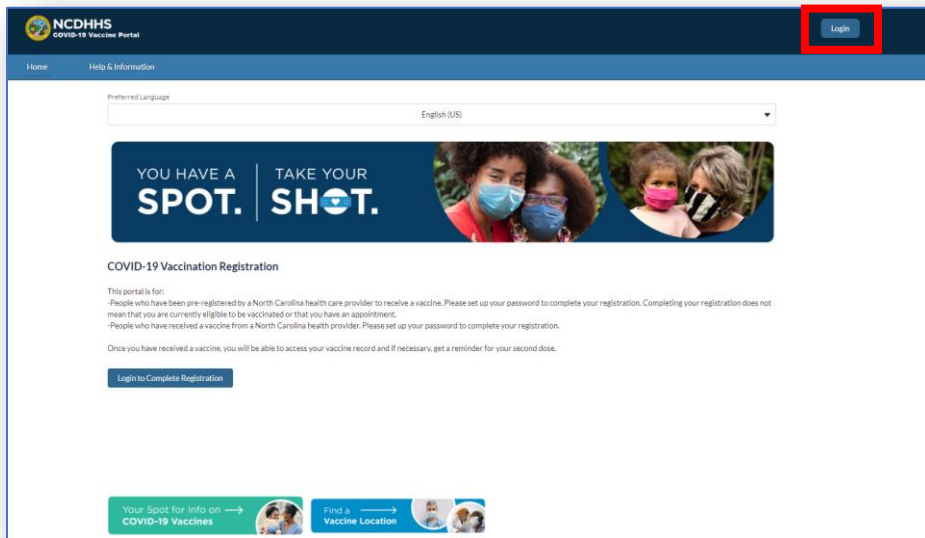 NCDHHS
COVID-19 Vaccine Portal
Login
Home
Help & Information
Preferred Language
English (US)
YOU HAVE A
SPOT.
TAKE YOUR
SHOT.
COVID-19 Vaccination Registration
This portal is for:
-People who have been pre-registered by a North Carolina health care provider to receive a vaccine. Please set up your password to complete your registration. Completing your registration does not
mean that you are currently eligible to be vaccinated or that you have an appointment.
-People who have received a vaccine from a North Carolina health provider. Please set up your password to complete your registration.
Once you have received a vaccine, you will be able to access your vaccine record and if necessary, get a reminder for your second dose.
Login to Complete Registration
Your Spot for Info on
COVID-19 Vaccines
Find a
Vaccine Location